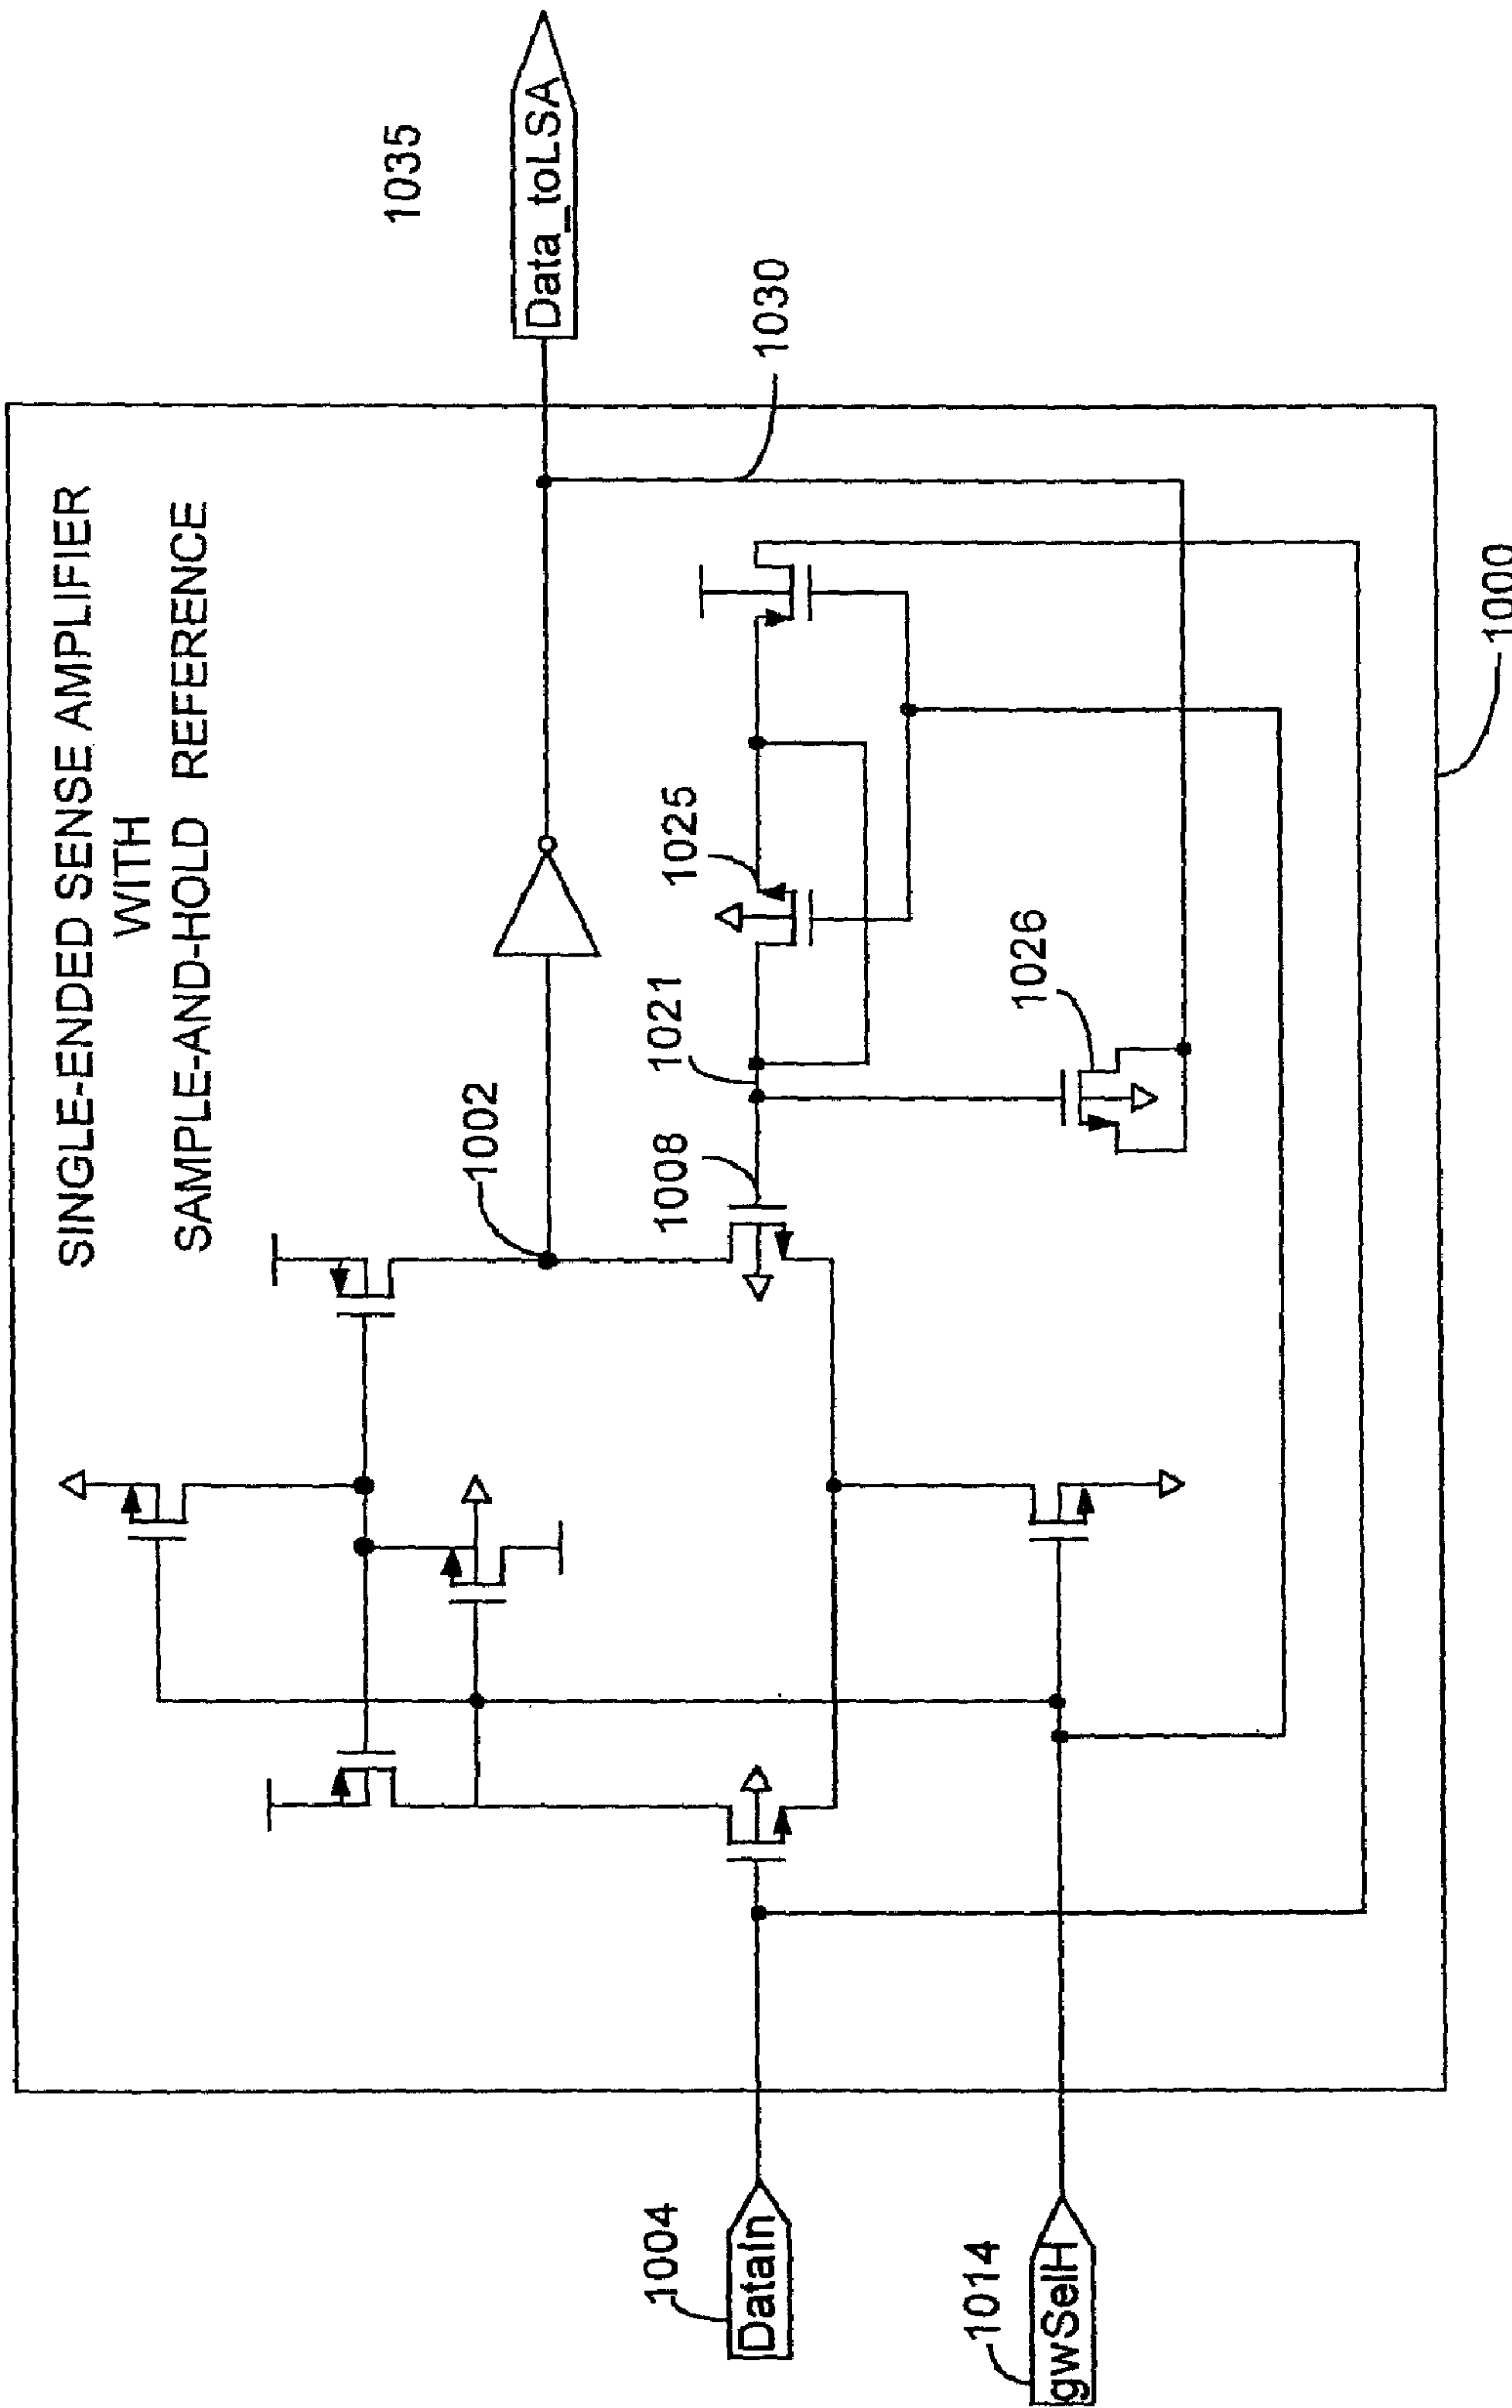 SINGLE-ENDED SENSE AMPLIFIER
WITH
SAMPLE-AND-HOLD REFERENCE
1035
Data_toLSA
1002
1030
1008
1021
1025
1026
1004
DataIn
1014
gwSelH
1000